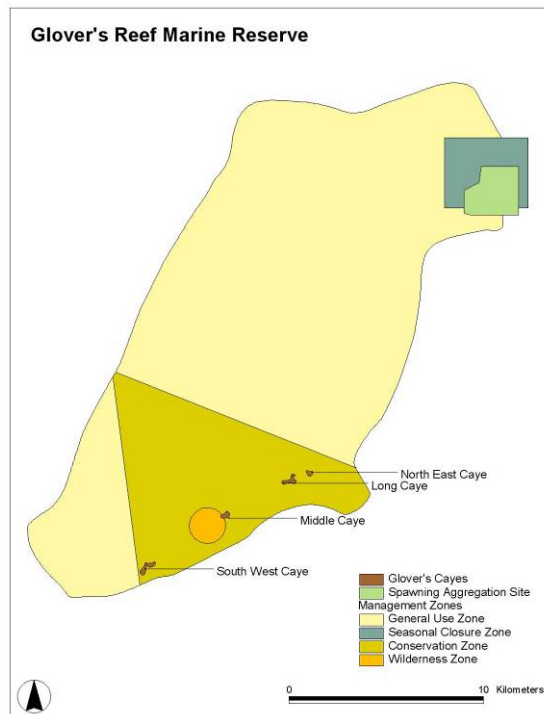 Glover's Reef Marine Reserve
North East Caye
Long Caye
Middle Caye
South West Caye
Glover's Cayes
Spawning Aggregation Site
Management Zones
General Use Zone
Seasonal Closure Zone
Conservation Zone
Wilderness Zone
0 10 Kilometers